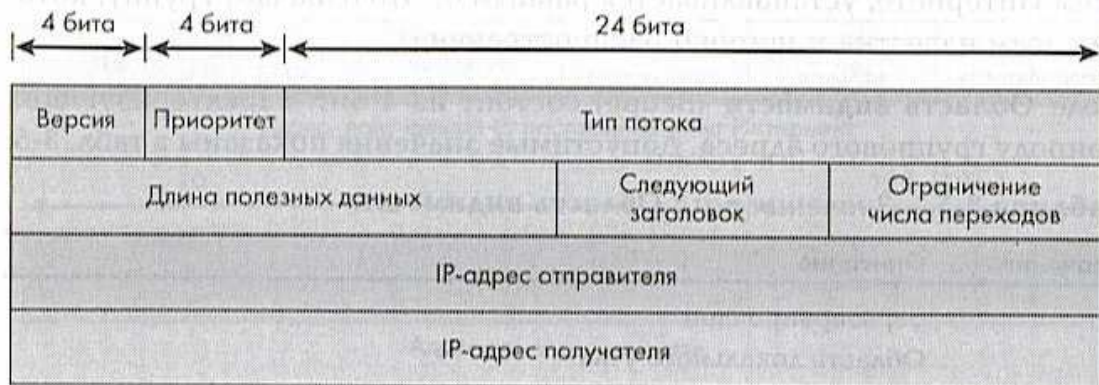 4 бита 4 бита 24 бита
Версия Приоритет Тип потока
Длина полезных данных Следующий заголовок Ограничение числа переходов
IP-адрес отправителя
IP-адрес получателя